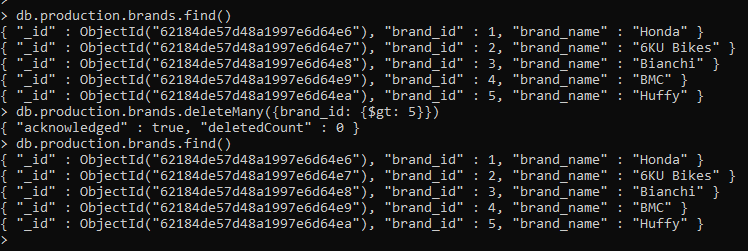 > db.production.brands.find()
{ "_id" : ObjectId("62184de57d48a1997e6d64e6"), "brand_id" : 1, "brand_name" : "Honda" }
{ "_id" : ObjectId("62184de57d48a1997e6d64e7"), "brand_id" : 2, "brand_name" : "6KU Bikes" }
{ "_id" : ObjectId("62184de57d48a1997e6d64e8"), "brand_id" : 3, "brand_name" : "Bianchi" }
{ "_id" : ObjectId("62184de57d48a1997e6d64e9"), "brand_id" : 4, "brand_name" : "BMC" }
{ "_id" : ObjectId("62184de57d48a1997e6d64ea"), "brand_id" : 5, "brand_name" : "Huffy" }
> db.production.brands.deleteMany({brand_id: {$gt: 5}})
{ "acknowledged" : true, "deletedCount" : 0 }
> db.production.brands.find()
{ "_id" : ObjectId("62184de57d48a1997e6d64e6"), "brand_id" : 1, "brand_name" : "Honda" }
{ "_id" : ObjectId("62184de57d48a1997e6d64e7"), "brand_id" : 2, "brand_name" : "6KU Bikes" }
{ "_id" : ObjectId("62184de57d48a1997e6d64e8"), "brand_id" : 3, "brand_name" : "Bianchi" }
{ "_id" : ObjectId("62184de57d48a1997e6d64e9"), "brand_id" : 4, "brand_name" : "BMC" }
{ "_id" : ObjectId("62184de57d48a1997e6d64ea"), "brand_id" : 5, "brand_name" : "Huffy" }
>